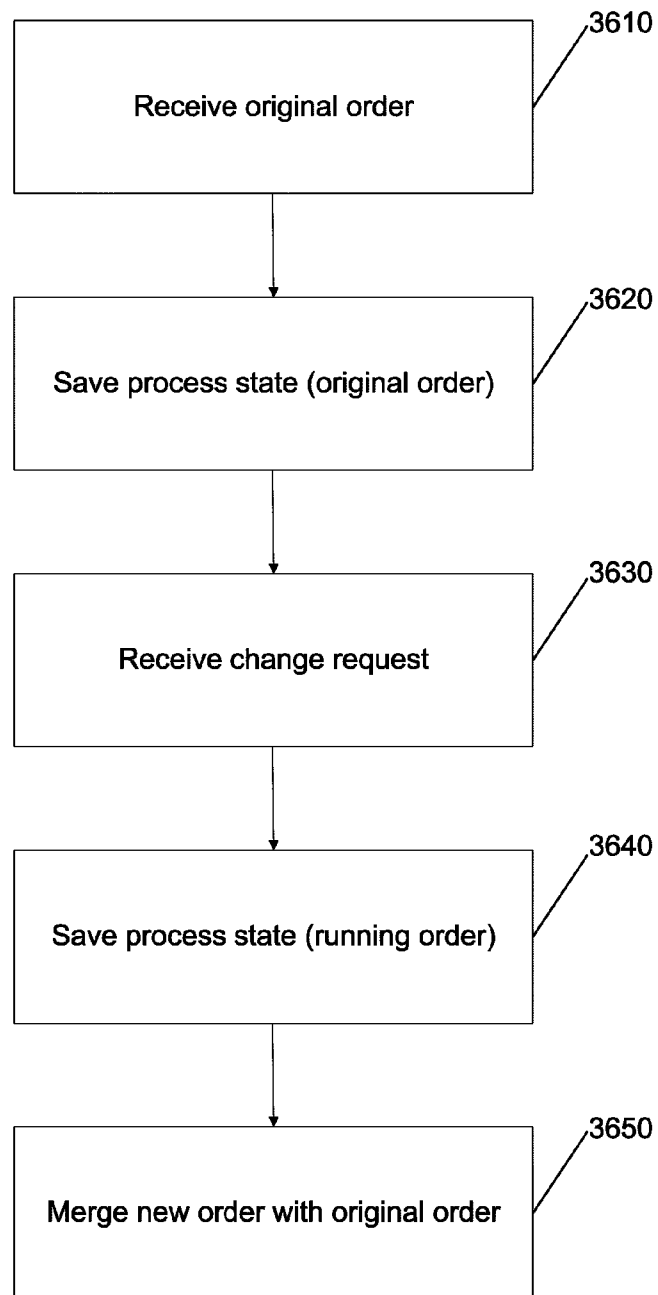 3610
Receive original order
3620
Save process state (original order)
3630
Receive change request
3640
Save process state (running order)
3650
Merge new order with original order